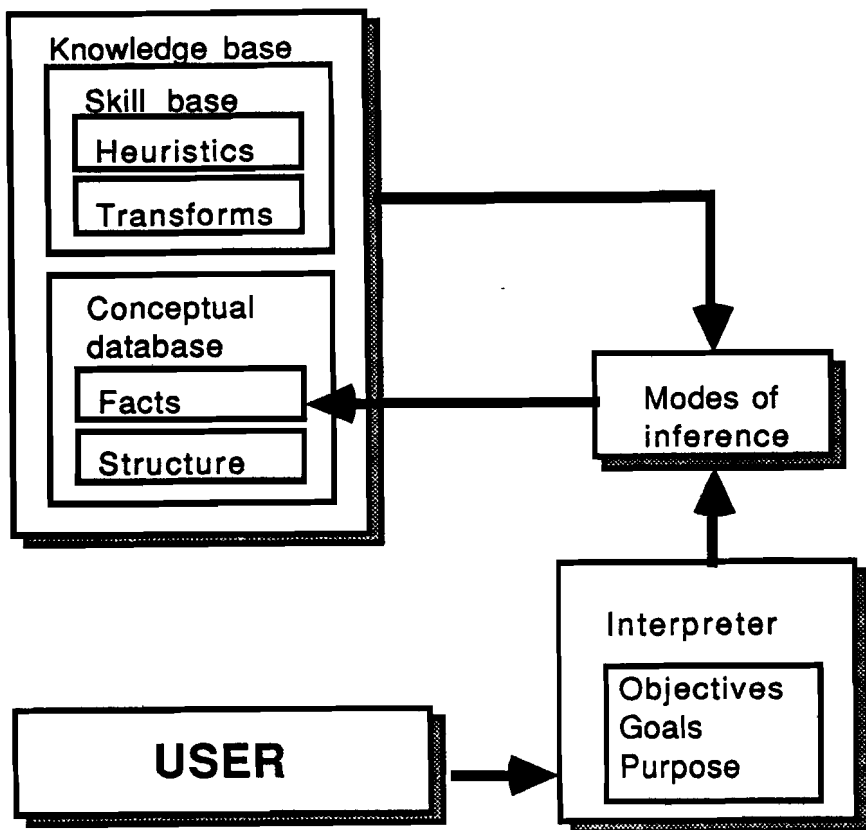 Knowledge base
Skill base
Heuristics
Transforms
Conceptual
database
Facts
Structure
Modes of
inference
Interpreter
Objectives
Goals
Purpose
USER